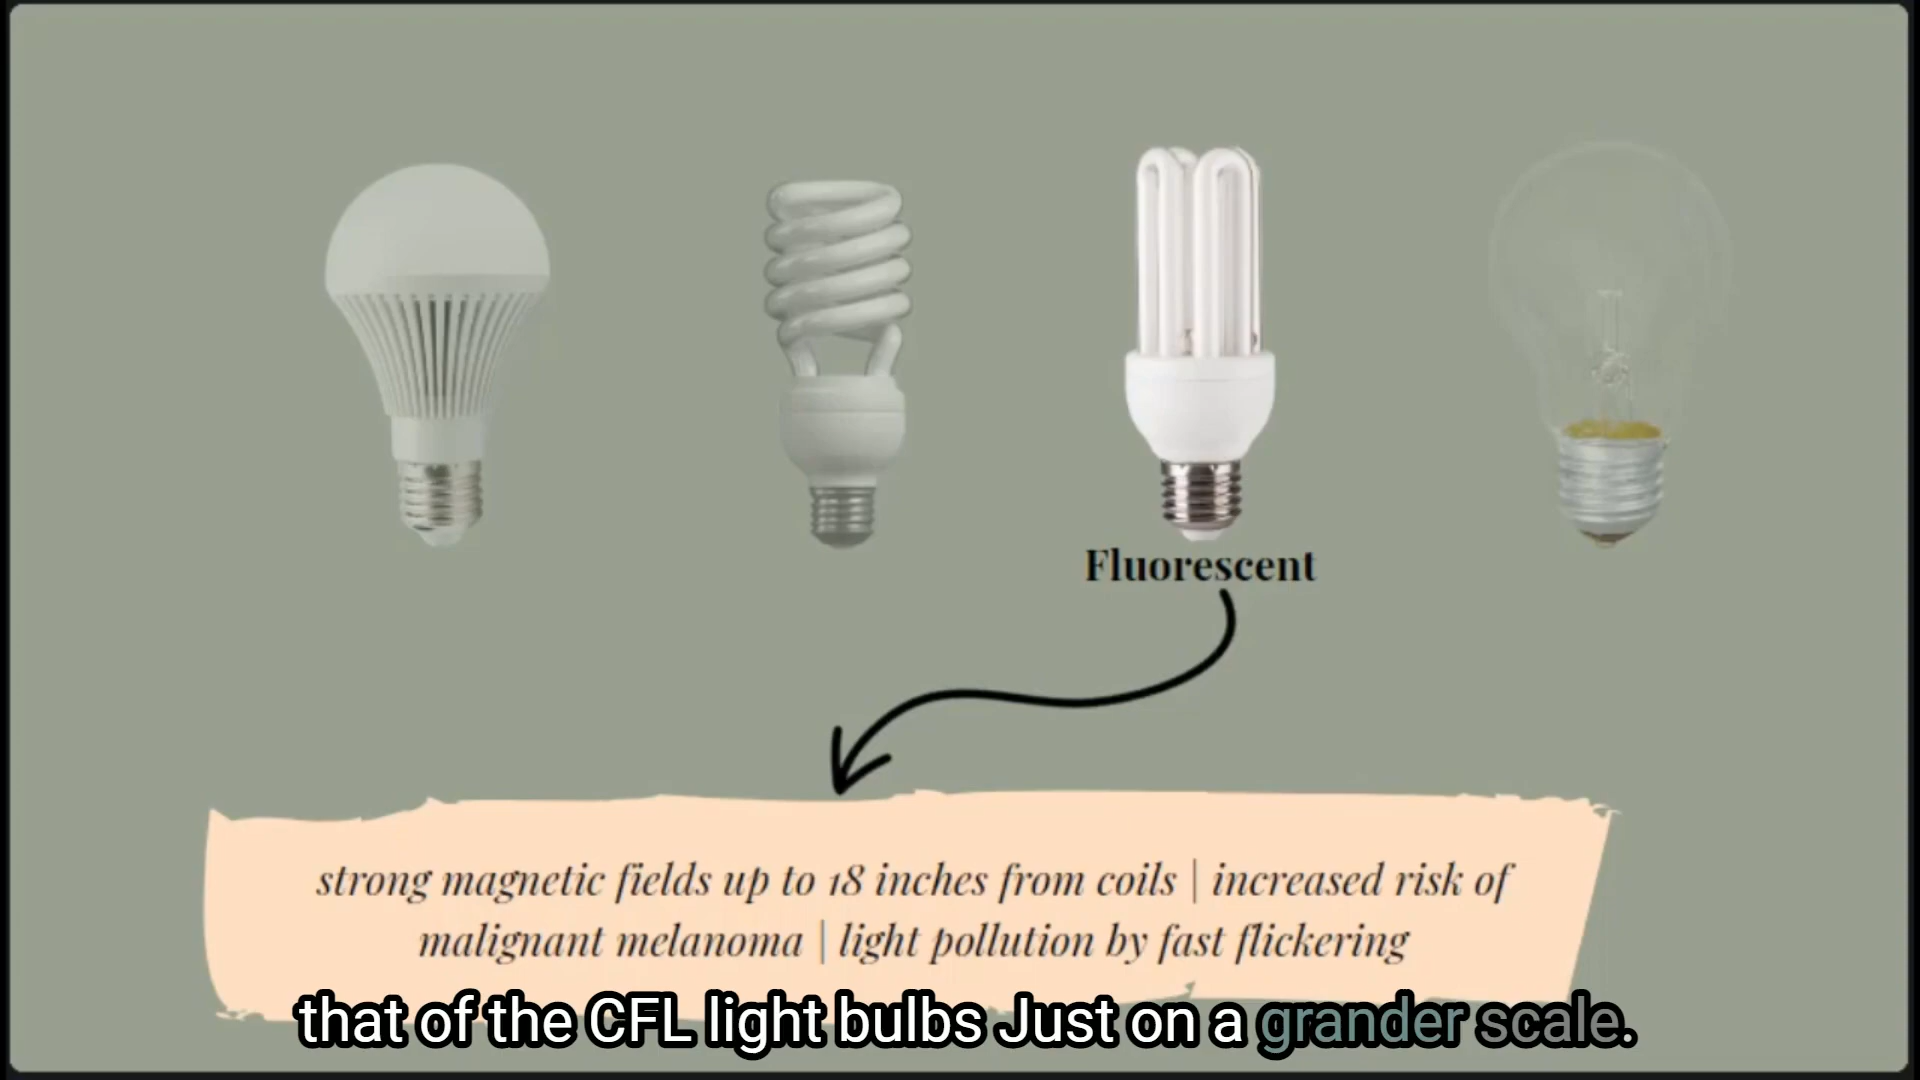 Fluorescent
strong magnetic fields up to 18 inches from coils | increased risk of
malignant melanoma | light pollution by fast flickering
that of the CFL light bulbs Just on a grander scale.